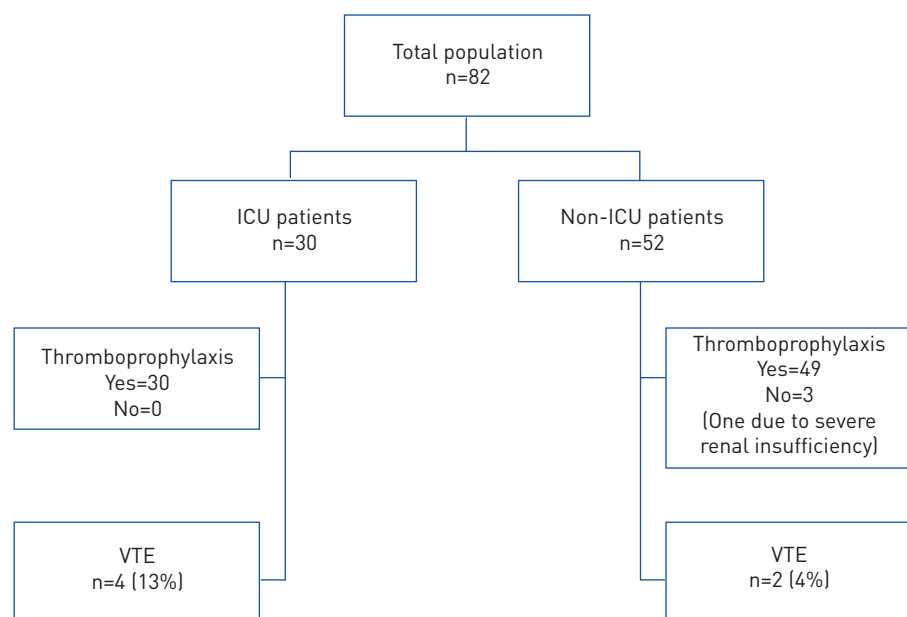 Total population
n=82
ICU patients
n=30
Non-ICU patients
n=52
Thromboprophylaxis
Yes=30
No=0
Thromboprophylaxis
Yes=49
No=3
(One due to severe
renal insufficiency)
VTE
n=4 (13%)
VTE
n=2 (4%)